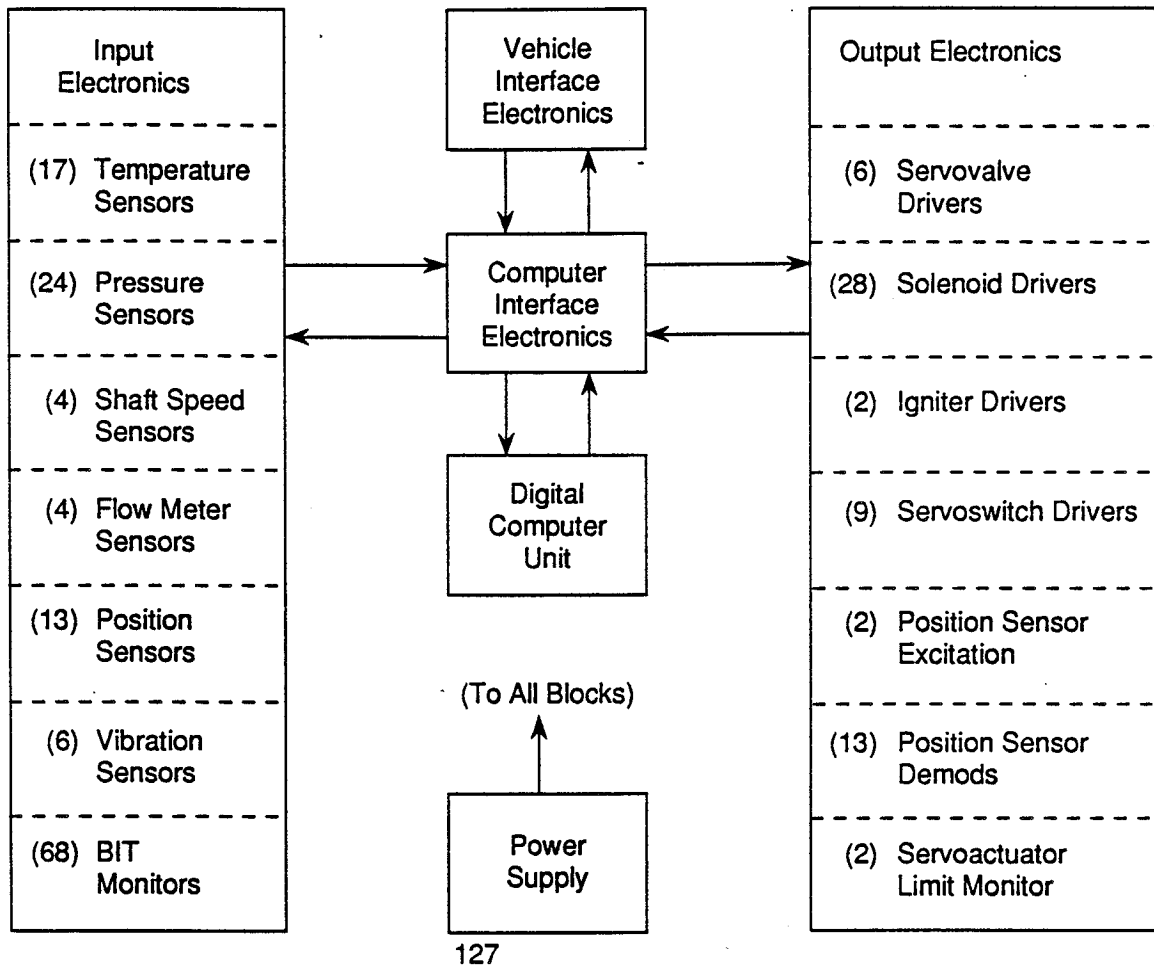 Input
Electronics
(17) Temperature
Sensors
(24) Pressure
Sensors
(4) Shaft Speed
Sensors
(4) Flow Meter
Sensors
(13) Position
Sensors
(6) Vibration
Sensors
(68) BIT
Monitors
Vehicle
Interface
Electronics
Computer
Interface
Electronics
Digital
Computer
Unit
(To All Blocks)
Power
Supply
127
Output Electronics
(6) Servovalve
Drivers
(28) Solenoid Drivers
(2) Igniter Drivers
(9) Servoswitch Drivers
(2) Position Sensor
Excitation
(13) Position Sensor
Demods
(2) Servoactuator
Limit Monitor